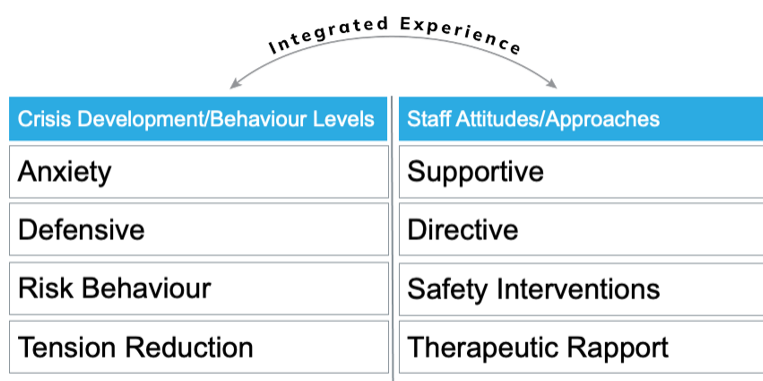 Integrated Experience
Crisis Development/Behaviour Levels
Staff Attitudes/Approaches
Anxiety
Supportive
Defensive
Directive
Risk Behaviour
Safety Interventions
Tension Reduction
Therapeutic Rapport